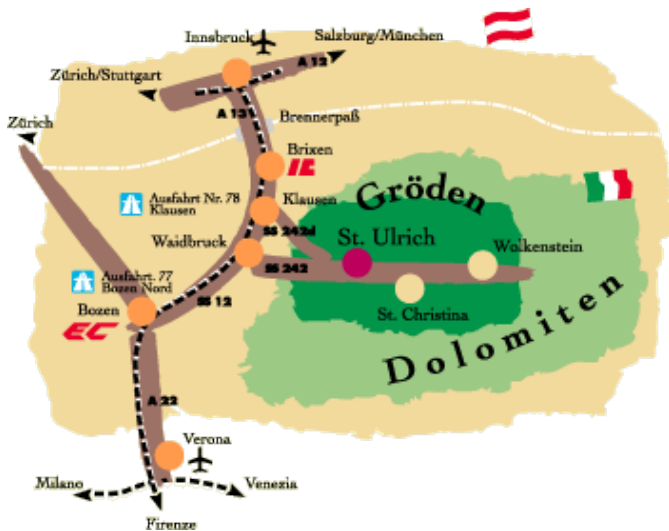 Innsbruck
Salzburg/München
A 12
Zürich/Stuttgart
A 13
Zürich
Brennerpaß
Brixen
IC
Ausfahrt Nr. 78
Klausen
Klausen
Gröden
SS 242d
St. Ulrich
Waidbruck
Wolkenstein
SS 242
Ausfahrt. 77
Bozen Nord
SS 12
Bozen
EC
St. Christina
Dolomiten
A 22
Verona
Milano
Venezia
Firenze